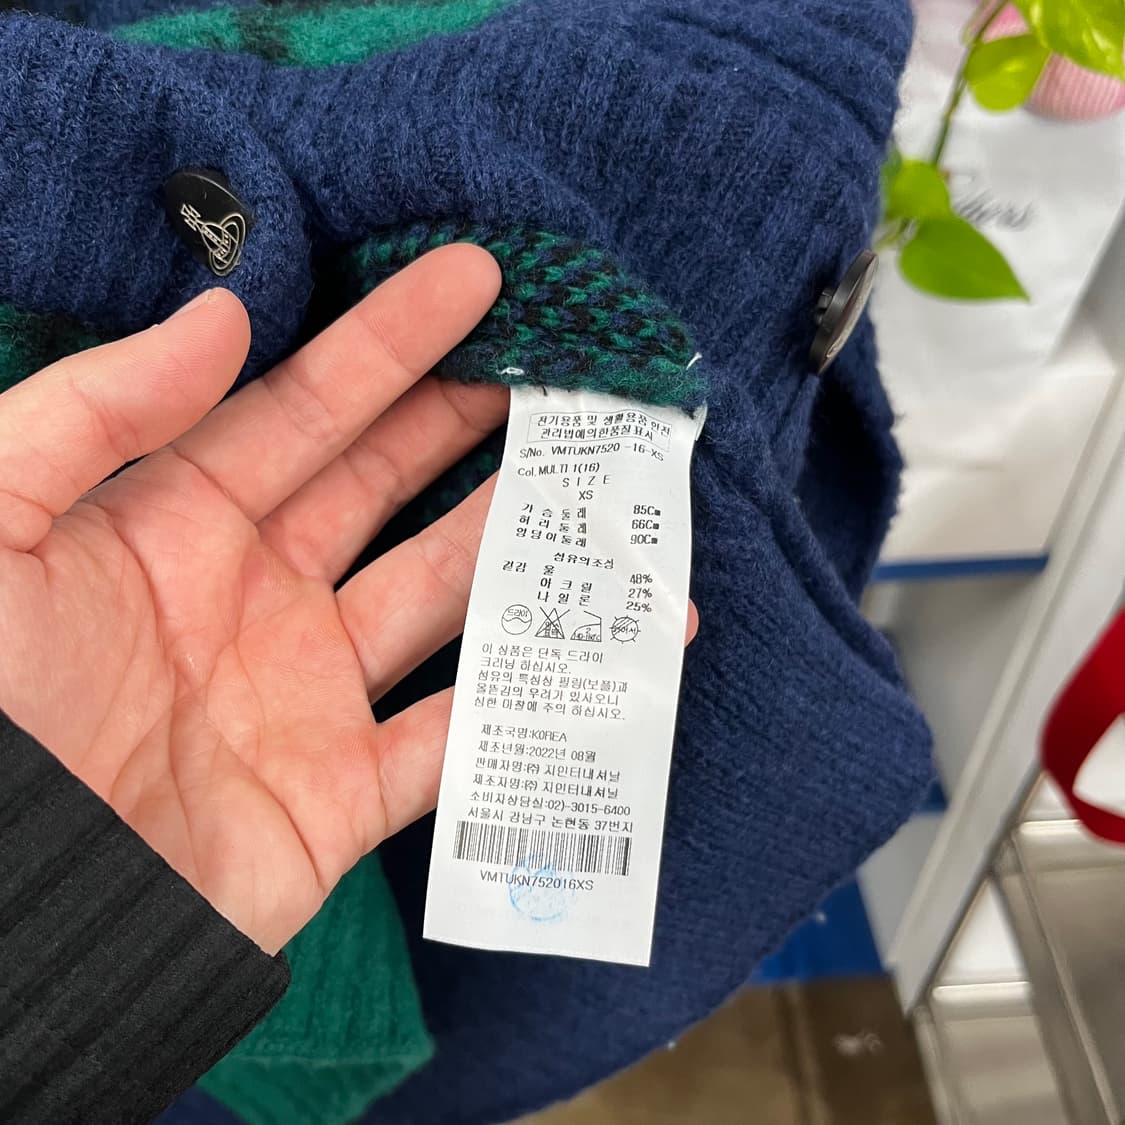 전기용품 및 생활용품 안전
관리법에의한품질표시
S/No. VMTUKN7520 -16-XS
Col.MULTI 1(16)
SIZE
XS
가슴둘레 85Cm
허리둘레 66Cm
엉덩이둘레 90Cm
섬유의조성
겉감 울 48%
아크릴 27%
나일론 25%
드라이
이 상품은 단독 드라이
크리닝 하십시오.
섬유의 특성상 필링(보풀)과
올뜯김의 우려가 있사오니
심한 마찰에 주의 하십시오.
제조국명:KOREA
제조년월:2022년 08월
판매자명:㈜ 지인터내셔날
제조자명:㈜ 지인터내셔날
소비자상담실:02)-3015-6400
서울시 강남구 논현동 37번지
VMTUKN752016XS